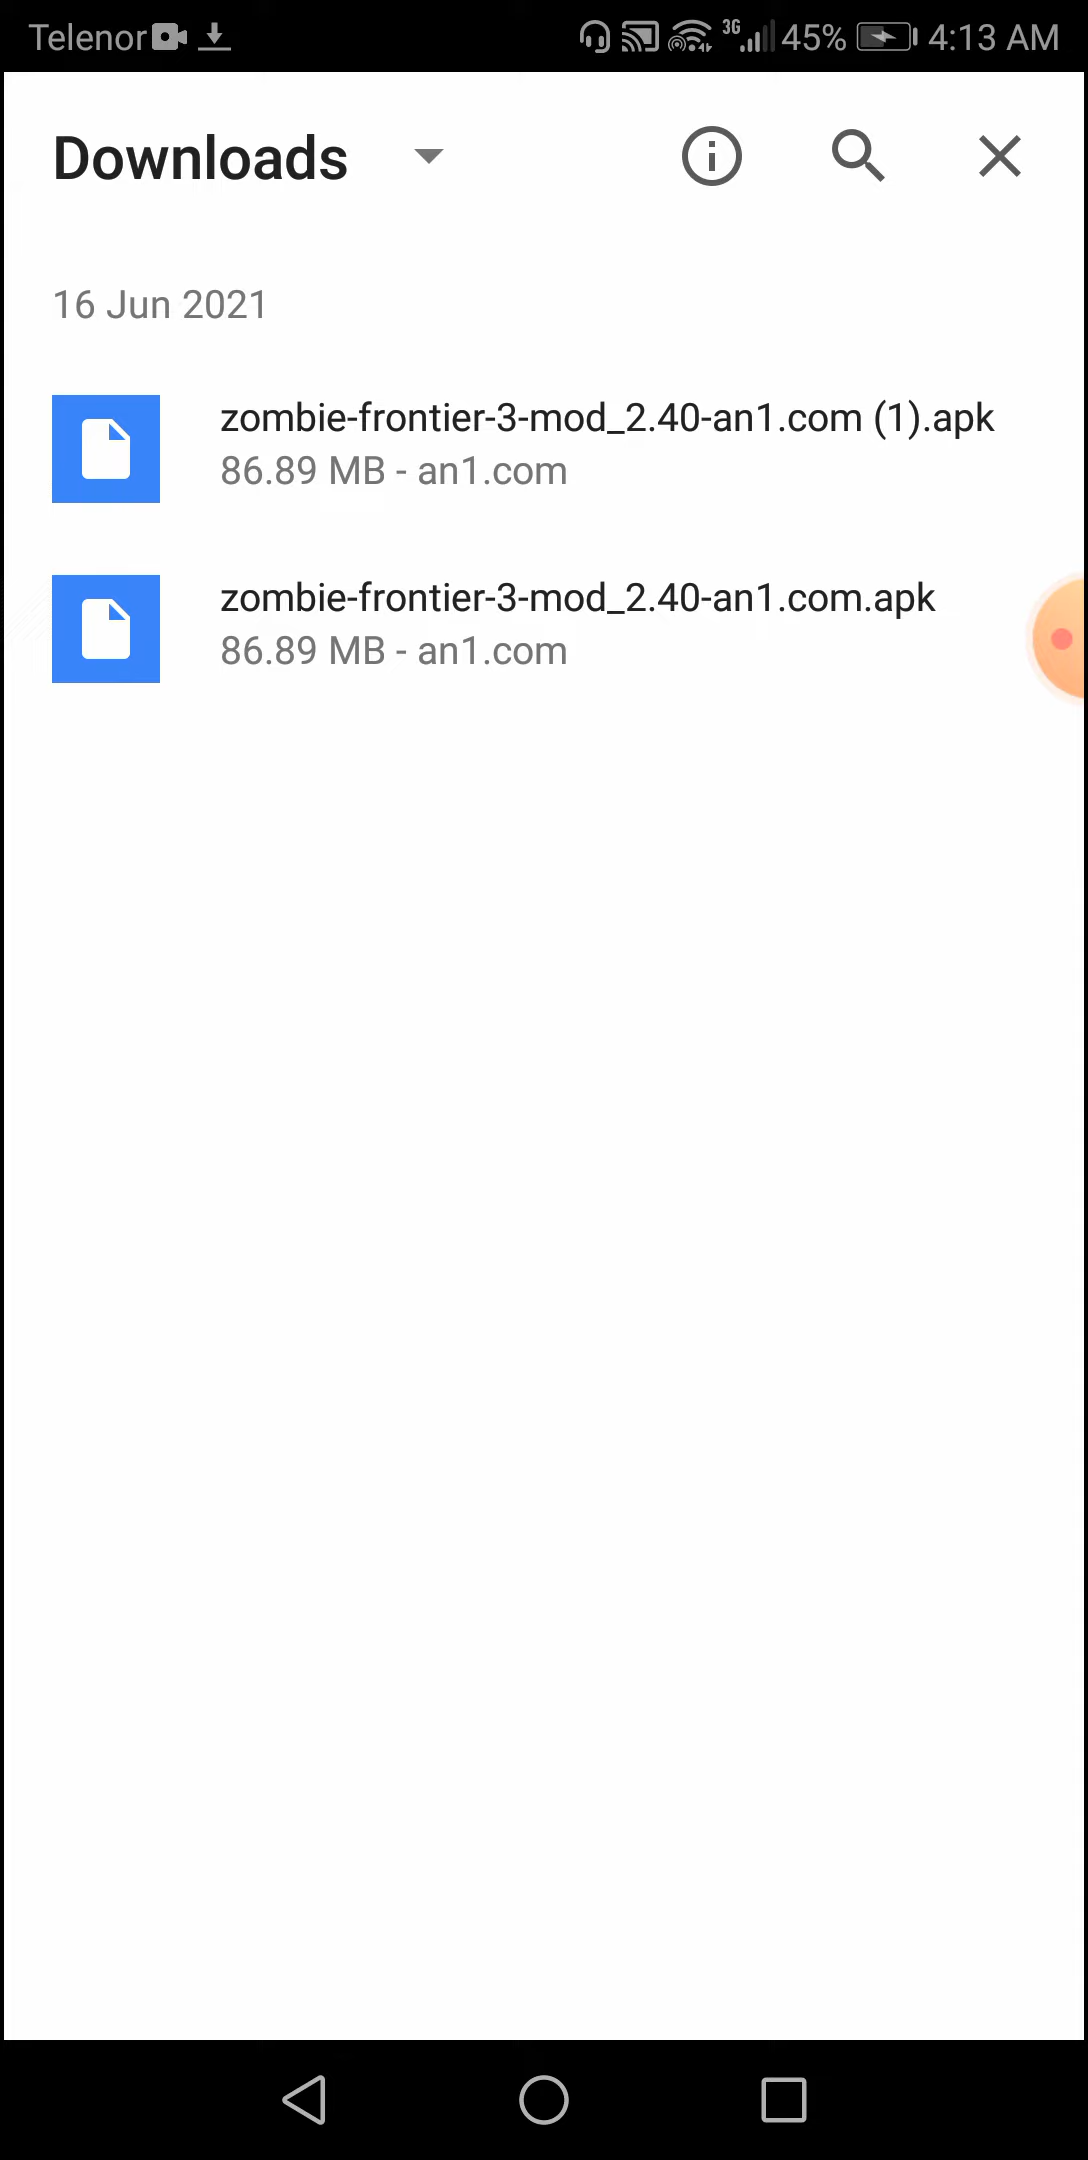 Telenor 3G 45% 4:13 AM
Downloads
16 Jun 2021
zombie-frontier-3-mod_2.40-an1.com (1).apk
86.89 MB - an1.com
zombie-frontier-3-mod_2.40-an1.com.apk
86.89 MB - an1.com